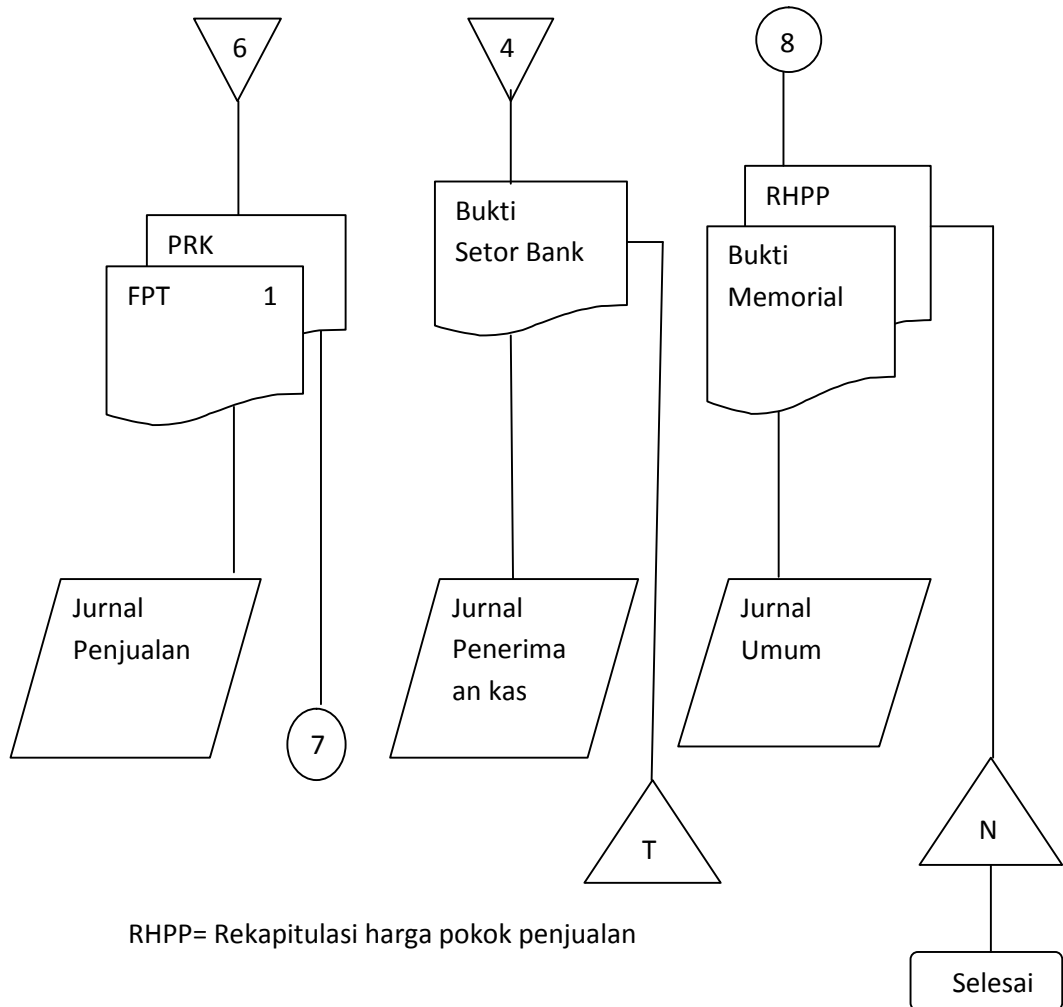 6
4
8
PRK
FPT 1
Bukti
Setor Bank
RHPP
Bukti
Memorial
Jurnal
Penjualan
Jurnal
Penerima
an kas
Jurnal
Umum
7
T
N
RHPP= Rekapitulasi harga pokok penjualan
Selesai